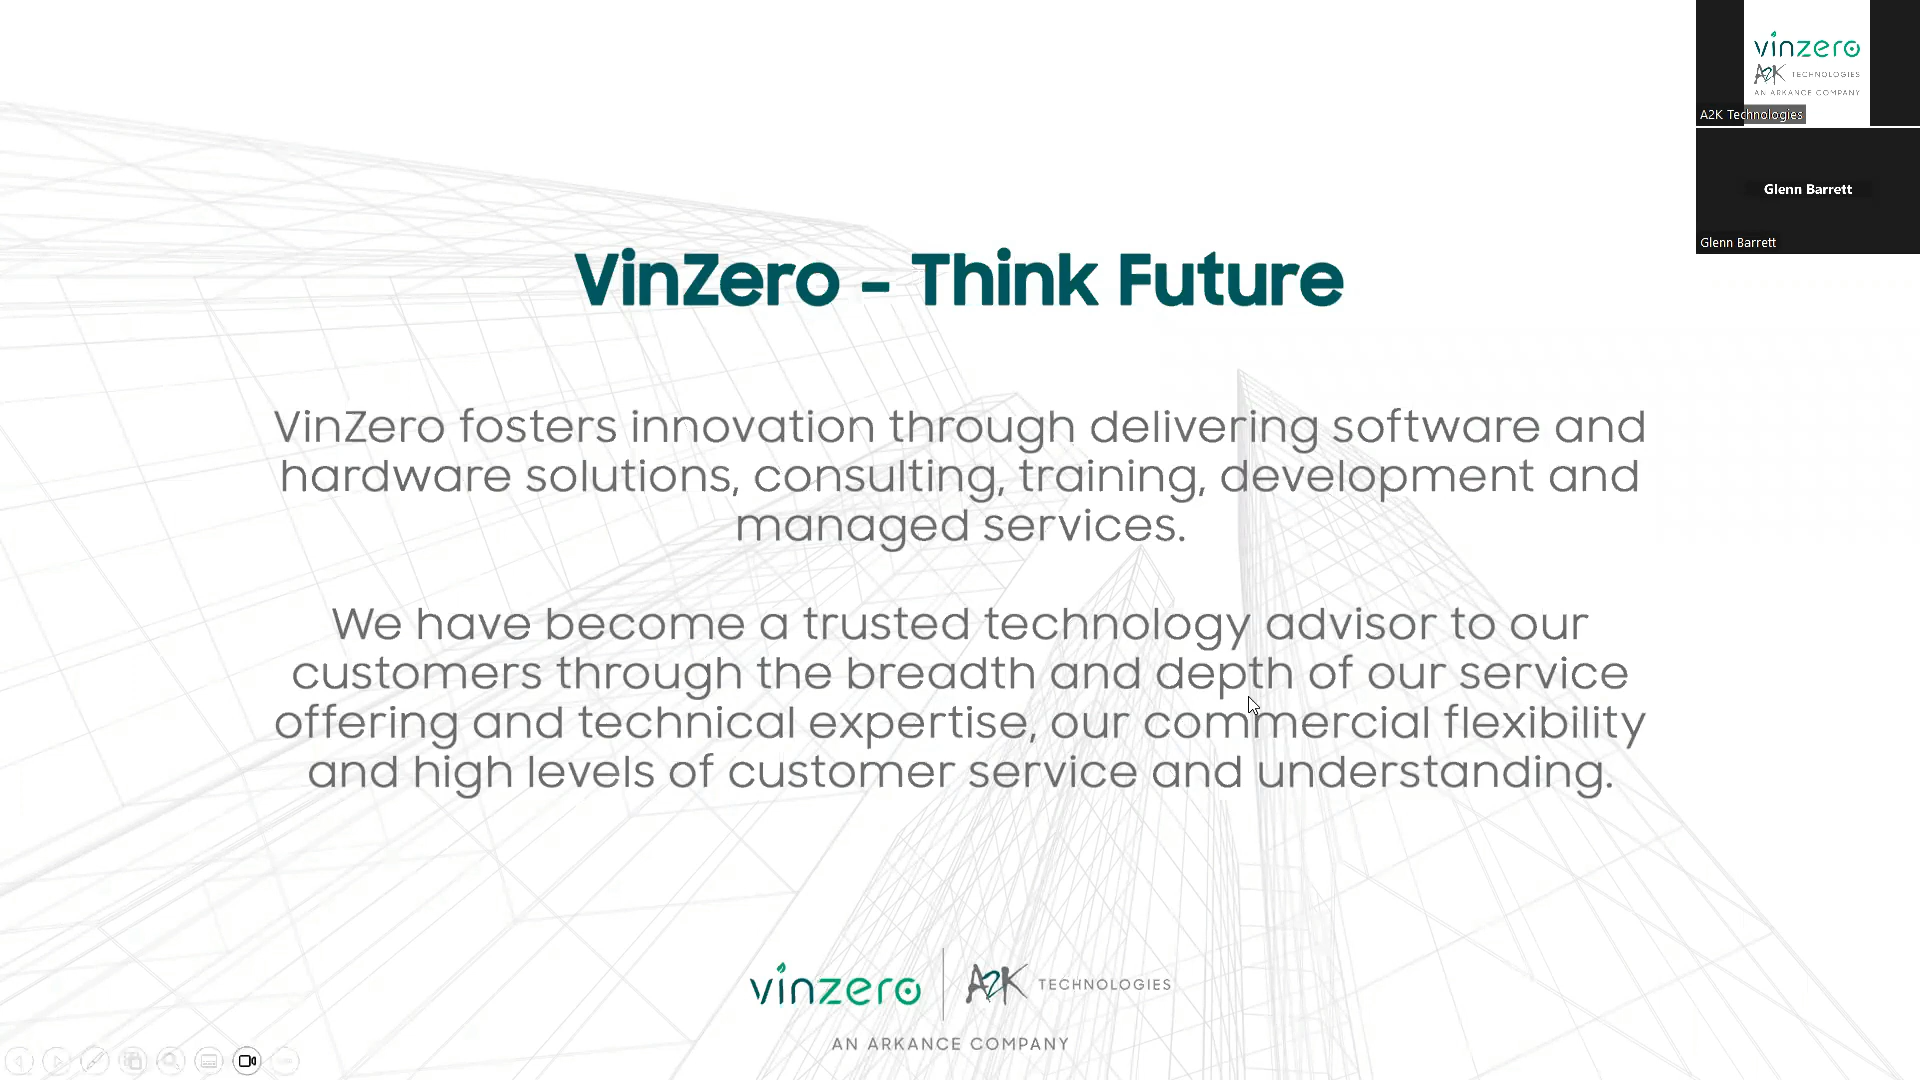 vinzero
A2K TECHNOLOGIES
AN ARKANCE COMPANY
A2K Technologies
Glenn Barrett
Glenn Barrett
VinZero - Think Future
VinZero fosters innovation through delivering software and
hardware solutions, consulting, training, development and
managed services.
We have become a trusted technology advisor to our
customers through the breadth and depth of our service
offering and technical expertise, our commercial flexibility
and high levels of customer service and understanding.
vinzero A2K TECHNOLOGIES
AN ARKANCE COMPANY